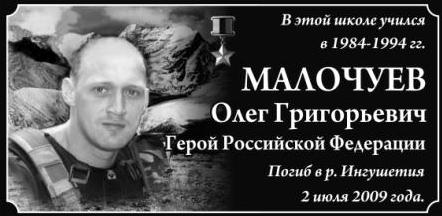 В этой школе учился
в 1984-1994 гг.
МАЛОЧУЕВ
Олег Григорьевич
Герой Российской Федерации
Погиб в р. Ингушетия
2 июля 2009 года.